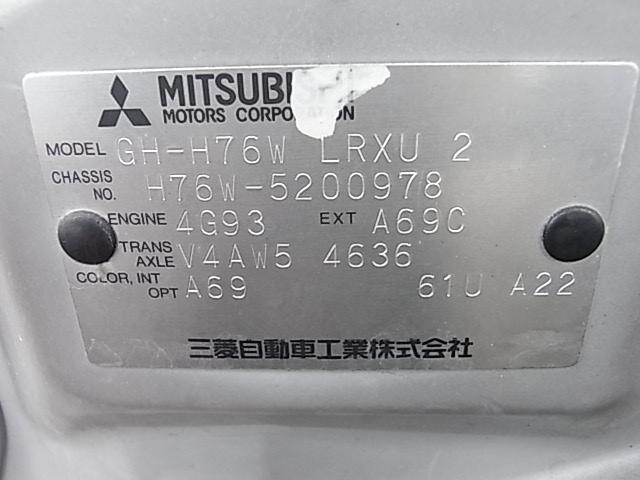 MITSUBI
MOTORS CORPORATION
MODEL GH-H76W LRXU 2
CHASSIS NO. H76W-5200978
ENGINE 4G93 EXT A69C
TRANS AXLE V4AW5 4636
COLOR, INT OPT A69 61U A22
三菱自動車工業株式会社